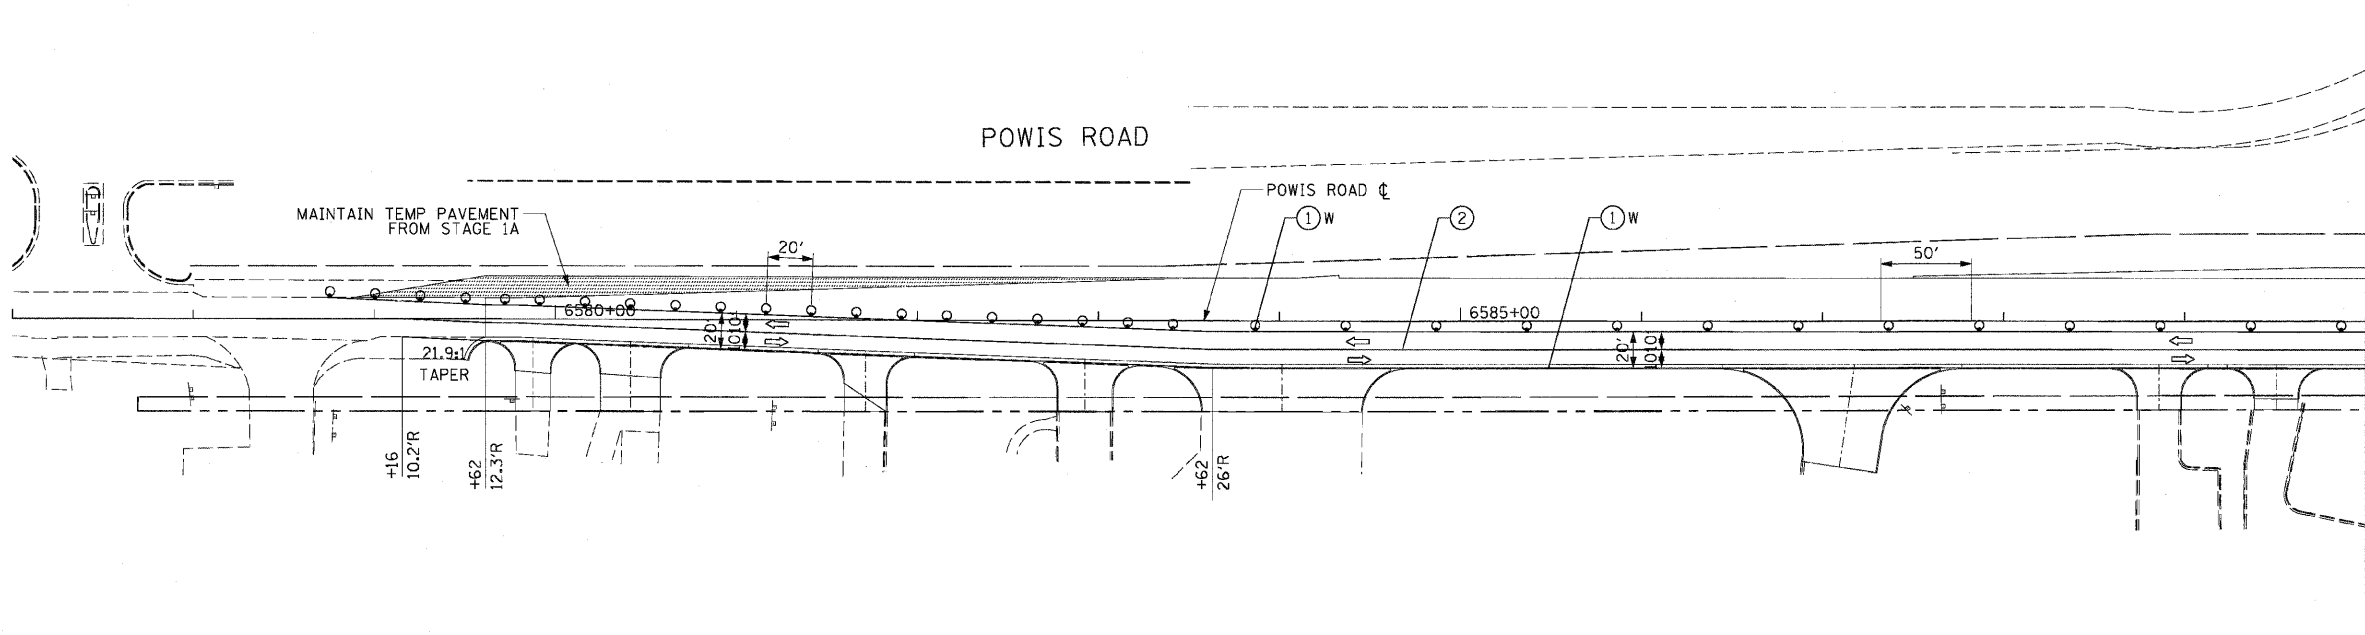 POWIS ROAD
POWIS ROAD ℄
MAINTAIN TEMP PAVEMENT
FROM STAGE 1A
1 W
2
1 W
20'
50'
6580+00
6585+00
20'
10'
10'
20'
10'
10'
21.9:1
TAPER
+16
10.2'R
+62
12.3'R
+62
26'R